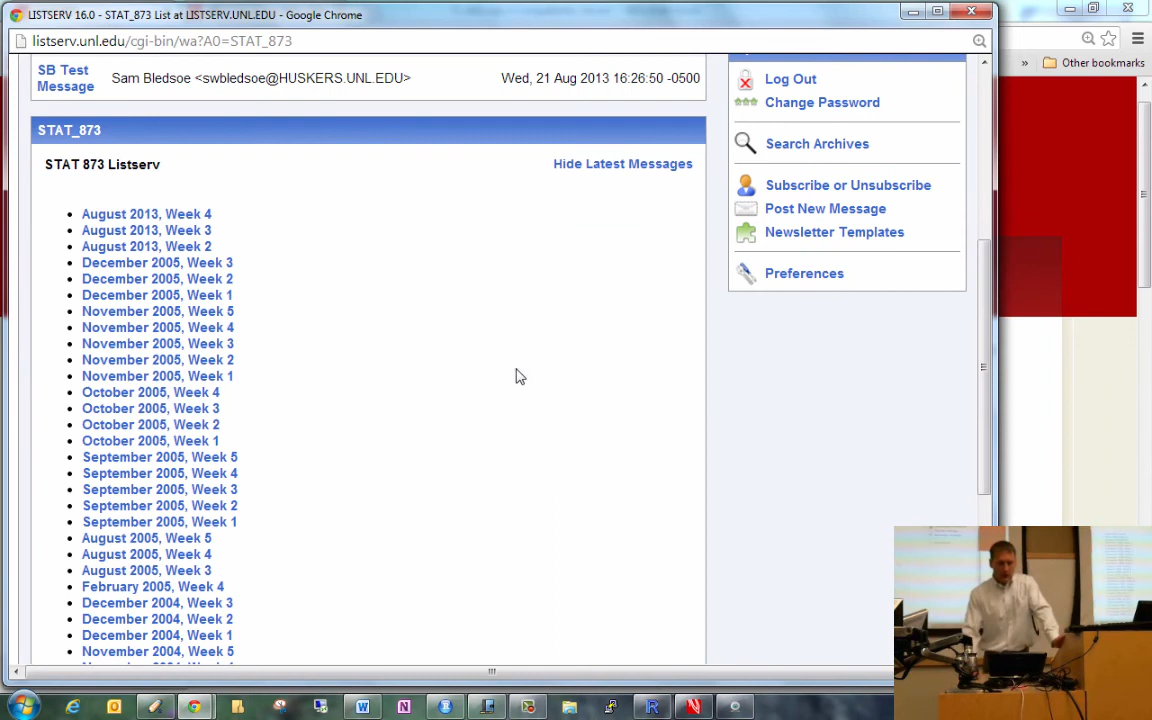 LISTSERV 16.0 - STAT_873 List at LISTSERV.UNL.EDU - Google Chrome
listserv.unl.edu/cgi-bin/wa?A0=STAT_873
» Other bookmarks
SB Test
Message
Sam Bledsoe <swbledsoe@HUSKERS.UNL.EDU>
Wed, 21 Aug 2013 16:26:50 -0500
STAT_873
STAT 873 Listserv
Hide Latest Messages
August 2013, Week 4
August 2013, Week 3
August 2013, Week 2
December 2005, Week 3
December 2005, Week 2
December 2005, Week 1
November 2005, Week 5
November 2005, Week 4
November 2005, Week 3
November 2005, Week 2
November 2005, Week 1
October 2005, Week 4
October 2005, Week 3
October 2005, Week 2
October 2005, Week 1
September 2005, Week 5
September 2005, Week 4
September 2005, Week 3
September 2005, Week 2
September 2005, Week 1
August 2005, Week 5
August 2005, Week 4
August 2005, Week 3
February 2005, Week 4
December 2004, Week 3
December 2004, Week 2
December 2004, Week 1
November 2004, Week 5
Log Out
Change Password
Search Archives
Subscribe or Unsubscribe
Post New Message
Newsletter Templates
Preferences